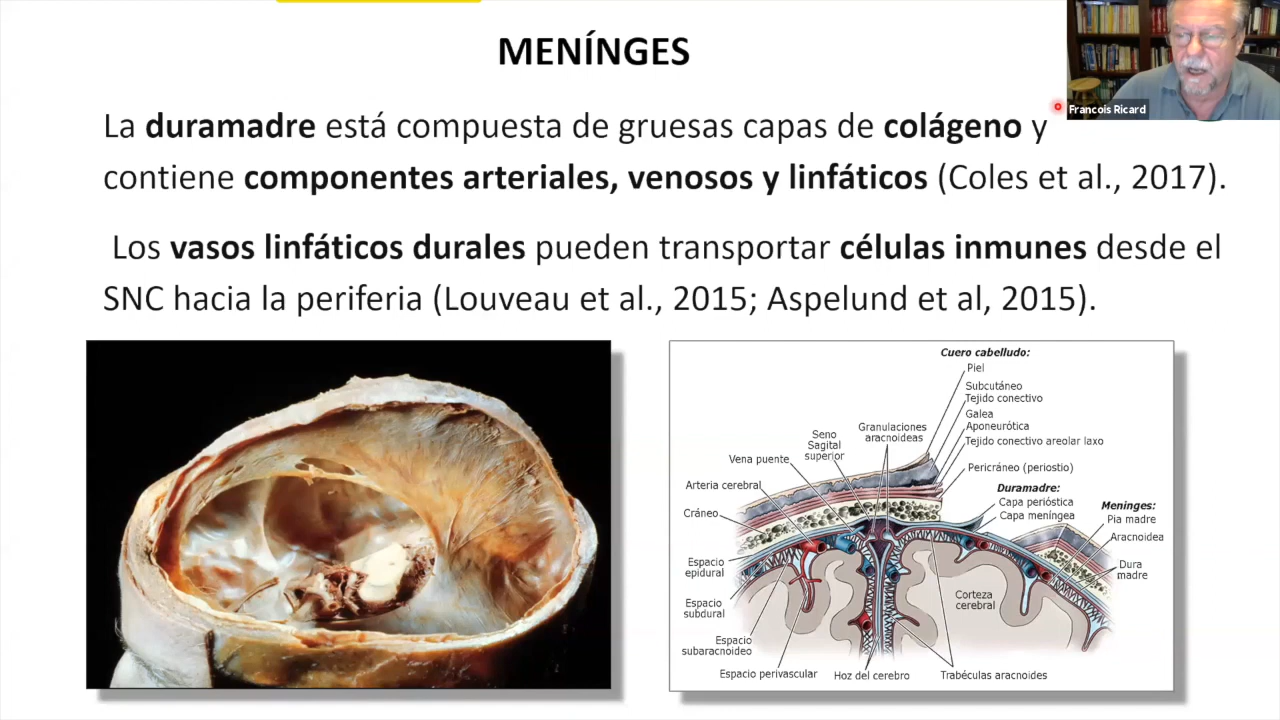 MENÍNGES
Francois Ricard
La duramadre está compuesta de gruesas capas de colágeno y
contiene componentes arteriales, venosos y linfáticos (Coles et al., 2017).
Los vasos linfáticos durales pueden transportar células inmunes desde el
SNC hacia la periferia (Louveau et al., 2015; Aspelund et al, 2015).
Cuero cabelludo:
Piel
Subcutáneo
Tejido conectivo
Galea
Aponeurótica
Tejido conectivo areolar laxo
Pericráneo (periostio)
Duramadre:
Capa perióstica
Capa meníngea
Meninges:
Pia madre
Aracnoidea
Dura
madre
Granulaciones
aracnoideas
Seno
Sagital
superior
Vena puente
Arteria cerebral
Cráneo
Espacio
epidural
Espacio
subdural
Espacio
subaracnoideo
Espacio perivascular
Hoz del cerebro
Trabéculas aracnoides
Corteza
cerebral